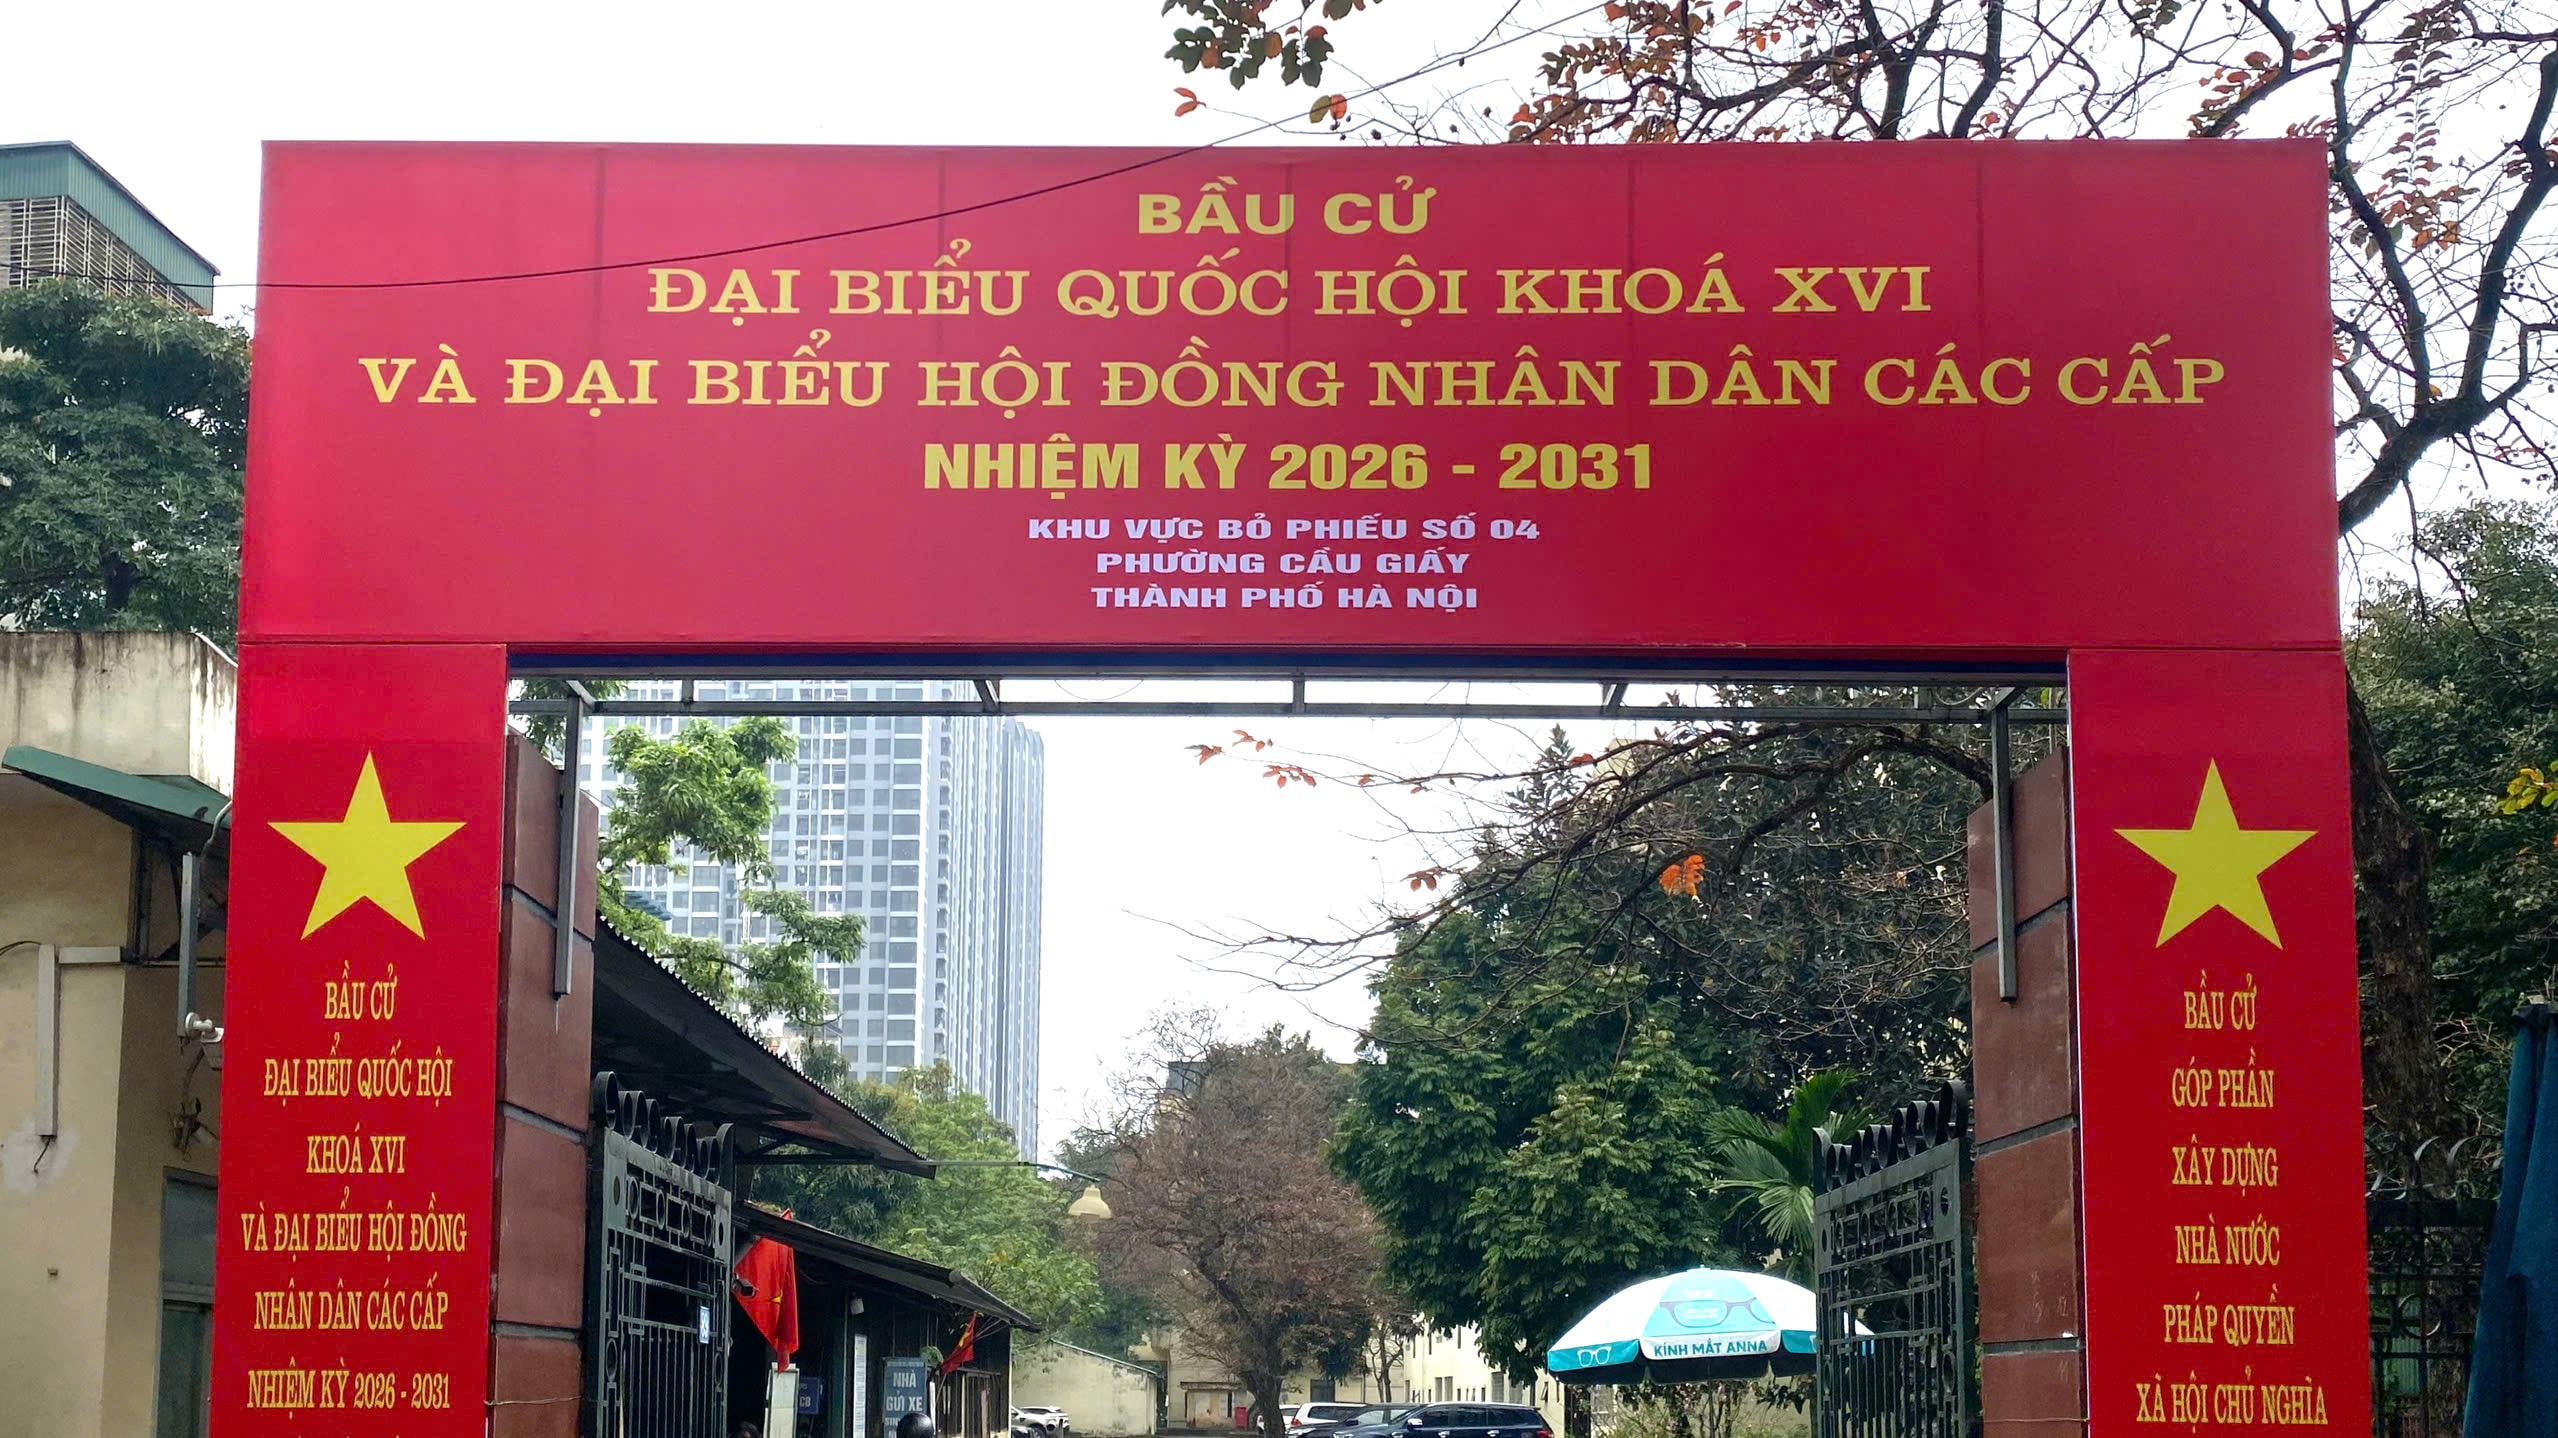 BẦU CỬ
ĐẠI BIỂU QUỐC HỘI KHOÁ XVI
VÀ ĐẠI BIỂU HỘI ĐỒNG NHÂN DÂN CÁC CẤP
NHIỆM KỲ 2026 - 2031
KHU VỰC BỎ PHIẾU SỐ 04
PHƯỜNG CẦU GIẤY
THÀNH PHỐ HÀ NỘI
BẦU CỬ
ĐẠI BIỂU QUỐC HỘI
KHOÁ XVI
VÀ ĐẠI BIỂU HỘI ĐỒNG
NHÂN DÂN CÁC CẤP
NHIỆM KỲ 2026 - 2031
BẦU CỬ
GÓP PHẦN
XÂY DỰNG
NHÀ NƯỚC
PHÁP QUYỀN
XÃ HỘI CHỦ NGHĨA
KÍNH MẮT ANNA
NHÀ
GỬI XE